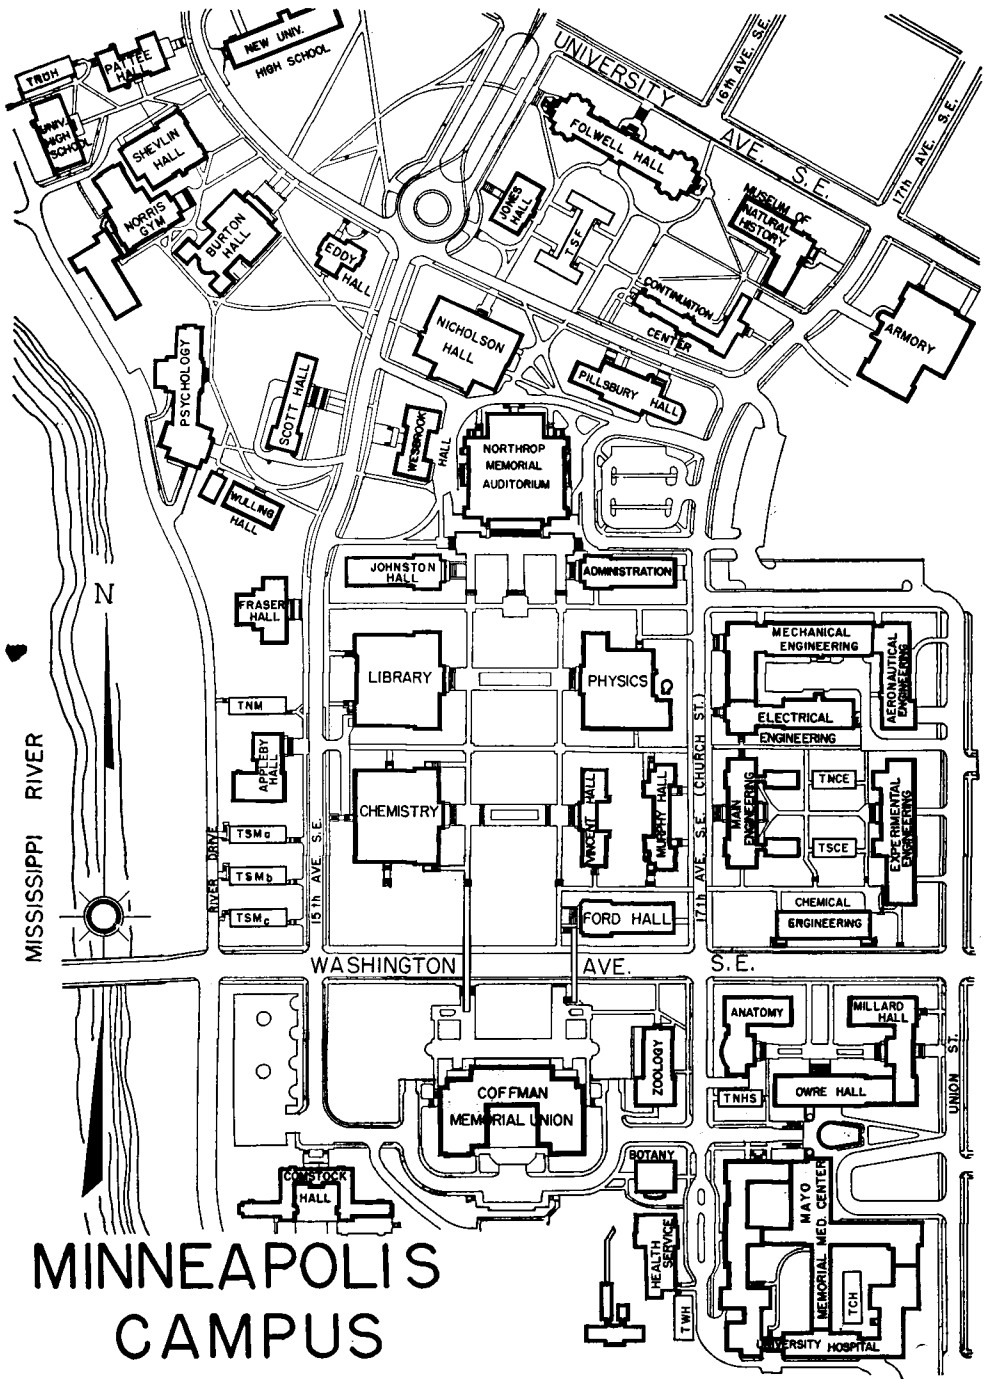 NEW UNIV.
HIGH SCHOOL
PATTEE
HALL
TRUH
UNIV.
HIGH
SCHOOL
SHEVLIN
HALL
NORRIS
GYM
BURTON
HALL
EDDY
HALL
JONES
HALL
UNIVERSITY AVE. S.E.
16th AVE. S.E.
17th AVE. S.E.
FOLWELL HALL
T S F
MUSEUM OF
NATURAL
HISTORY
CONTINUATION
CENTER
ARMORY
NICHOLSON
HALL
PILLSBURY HALL
PSYCHOLOGY
SCOTT HALL
WESBROOK
HALL
NORTHROP
MEMORIAL
AUDITORIUM
WULLING
HALL
JOHNSTON
HALL
ADMINISTRATION
N
FRASER
HALL
LIBRARY
PHYSICS
MECHANICAL
ENGINEERING
AERONAUTICAL
ENGINEERING
ELECTRICAL
ENGINEERING
TNM
APPLEBY
HALL
CHEMISTRY
VINCENT HALL
MURPHY HALL
17th AVE. S.E. (CHURCH ST.)
MAIN
ENGINEERING
TNCE
TSCE
EXPERIMENTAL
ENGINEERING
MISSISSIPPI RIVER
RIVER DRIVE
TSMa
TSMb
TSMc
15th AVE. S.E.
FORD HALL
CHEMICAL
ENGINEERING
WASHINGTON AVE. S.E.
ANATOMY
MILLARD
HALL
ZOOLOGY
TNHS
OWRE HALL
UNION ST.
COFFMAN
MEMORIAL UNION
BOTANY
COMSTOCK
HALL
HEALTH
SERVICE
TWH
MAYO
MEMORIAL MED. CENTER
TCH
UNIVERSITY HOSPITAL
MINNEAPOLIS
CAMPUS